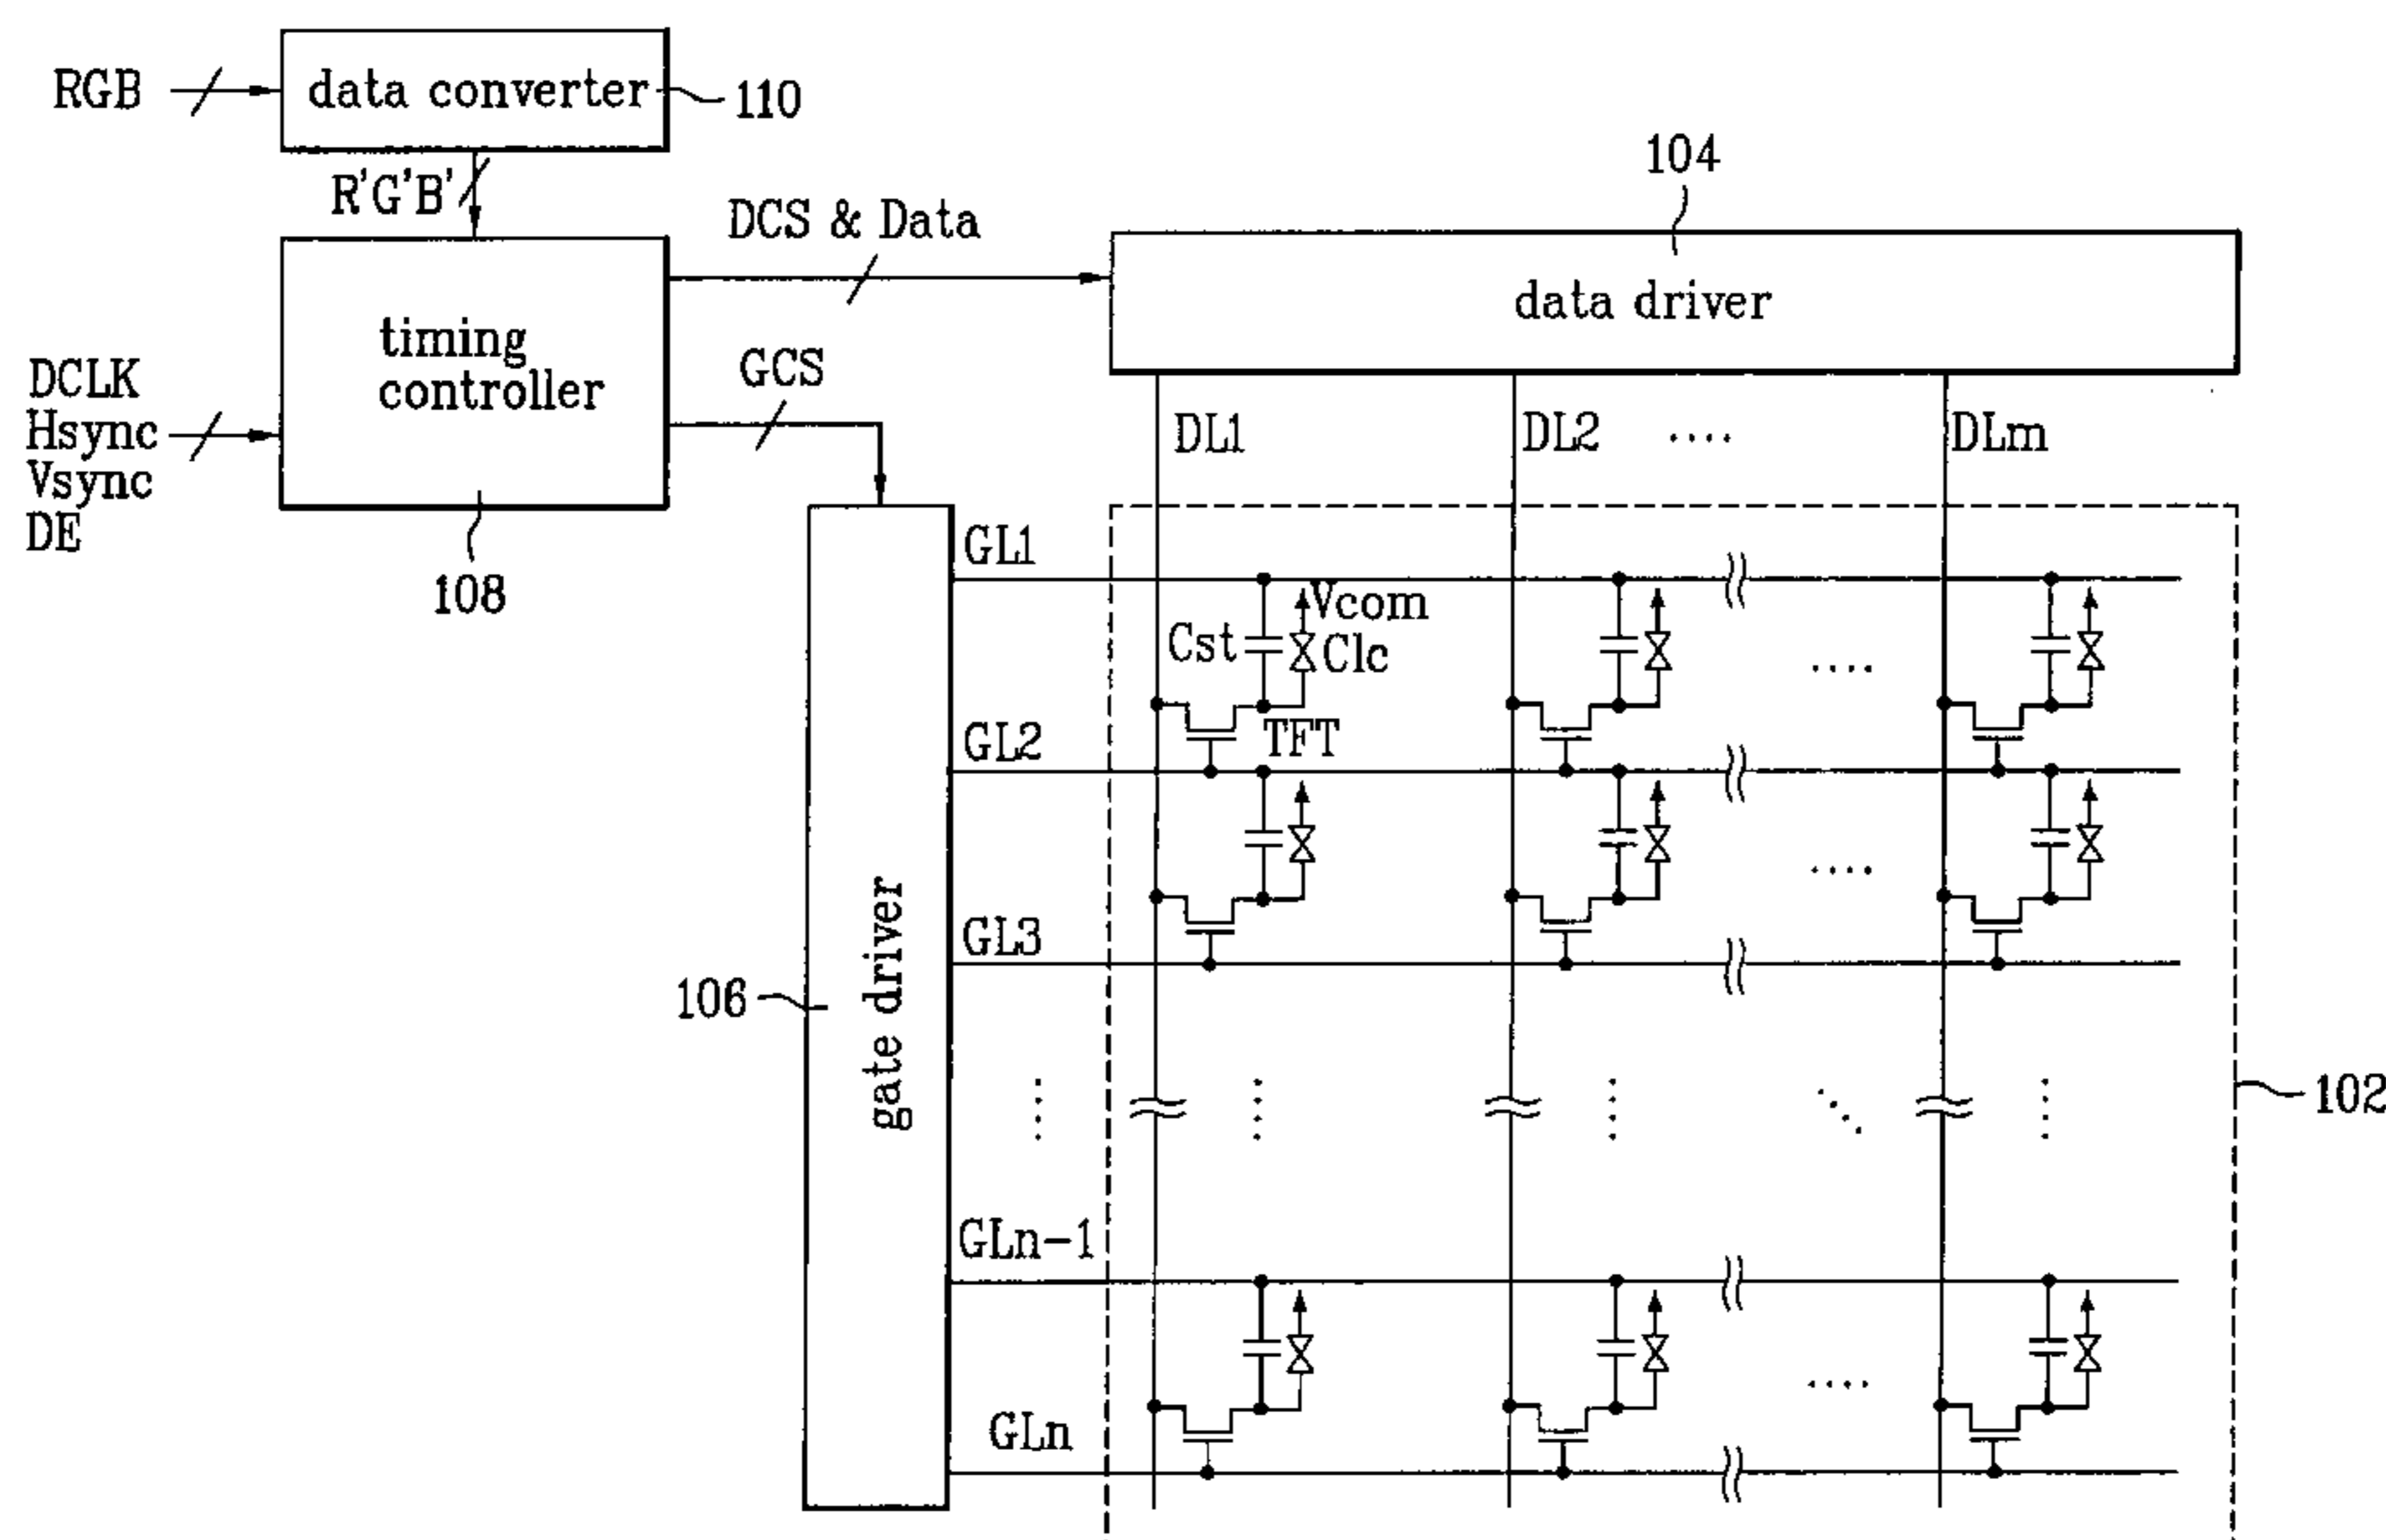 RGB
data converter
110
R'G'B'
104
DCS & Data
data driver
timing
controller
GCS
DCLK
Hsync
Vsync
DE
108
DL1
DL2
....
DLm
GL1
Vcom
Cst
Clc
....
TFT
GL2
....
GL3
106
gate driver
102
GLn-1
....
GLn